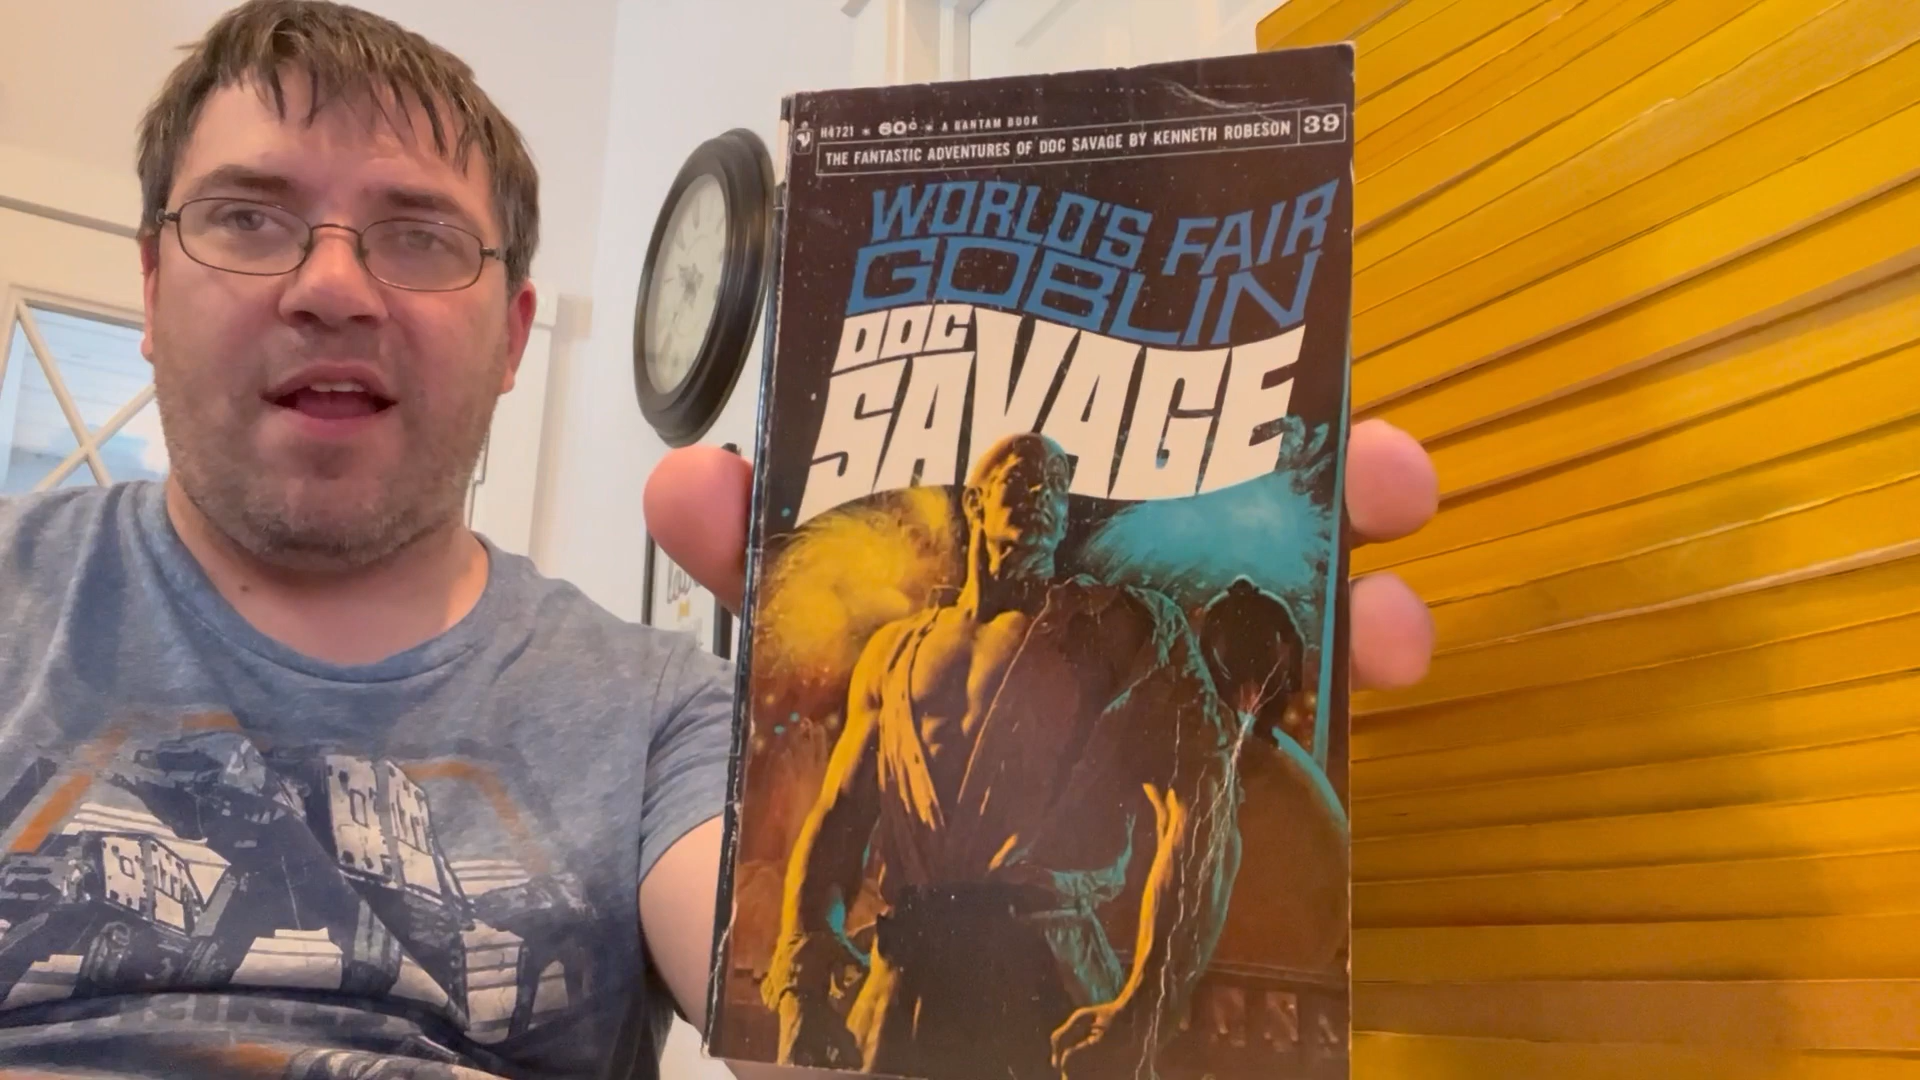 H4721 * 60¢ * A BANTAM BOOK
THE FANTASTIC ADVENTURES OF DOC SAVAGE BY KENNETH ROBESON 39
WORLD'S FAIR
GOBLIN
DOC
SAVAGE